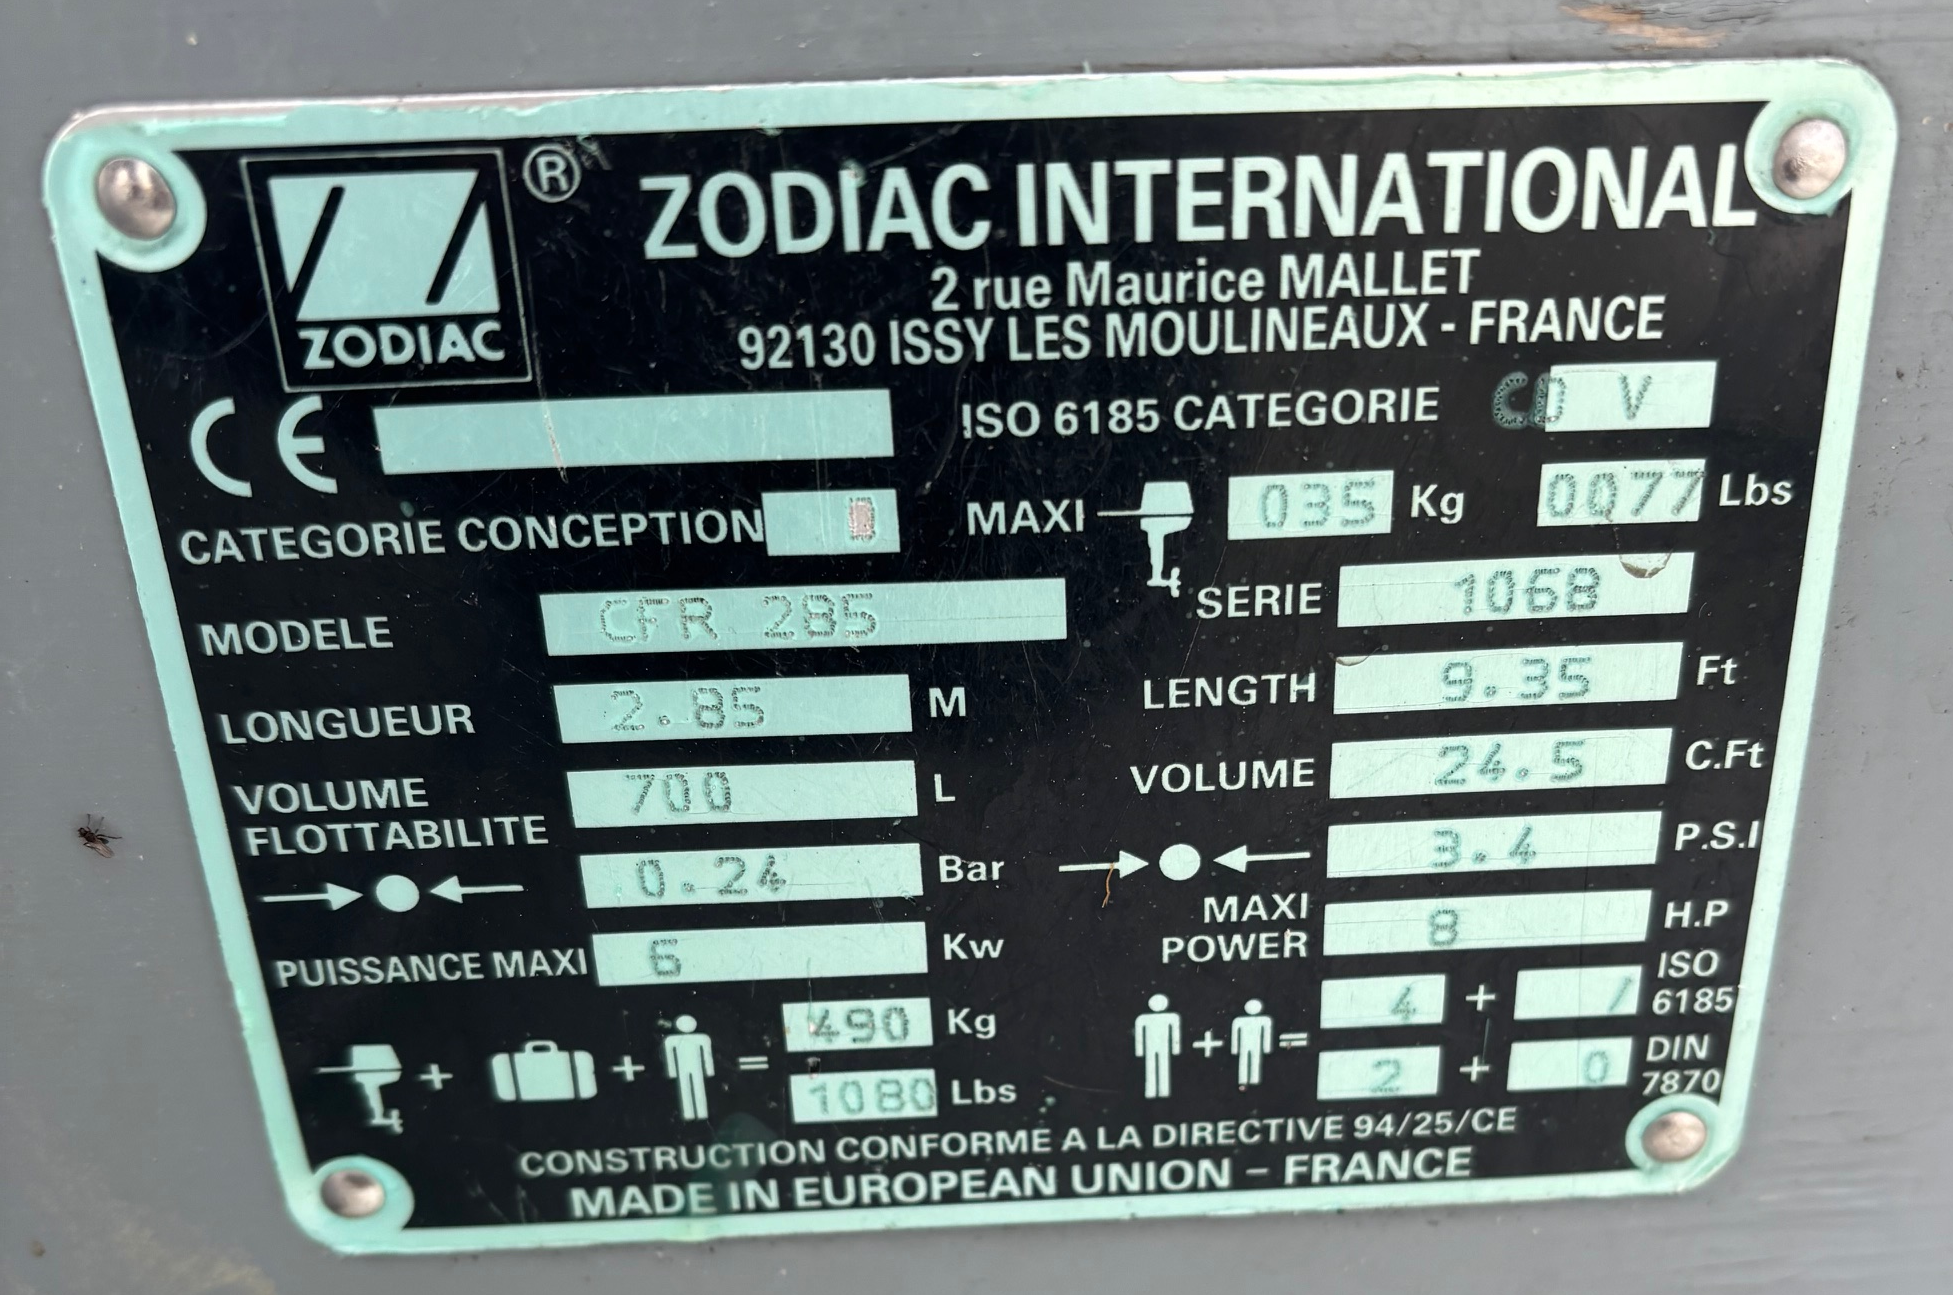 ZODIAC ®
ZODIAC INTERNATIONAL
2 rue Maurice MALLET
92130 ISSY LES MOULINEAUX - FRANCE
CE
ISO 6185 CATEGORIE CD V
CATEGORIE CONCEPTION
MAXI 035 Kg 0077 Lbs
MODELE CFR 285
SERIE 1068
LONGUEUR 2.85 M
LENGTH 9.35 Ft
VOLUME FLOTTABILITE 700 L
VOLUME 24.5 C.Ft
0.24 Bar
3.4 P.S.I
PUISSANCE MAXI 6 Kw
MAXI POWER 8 H.P
+ + = 490 Kg
1080 Lbs
+ = 4 + / ISO 6185
2 + 0 DIN 7870
CONSTRUCTION CONFORME A LA DIRECTIVE 94/25/CE
MADE IN EUROPEAN UNION - FRANCE